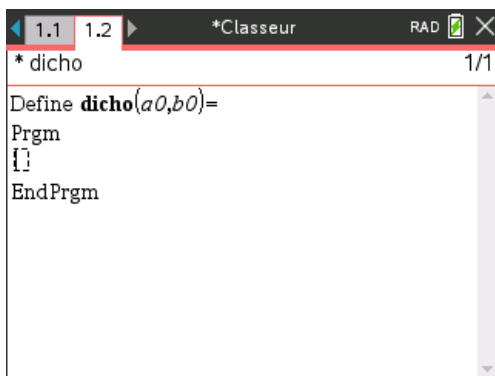 1.1 1.2 *Classeur RAD
* dicho 1/1
Define dicho(a0,b0)=
Prgm
EndPrgm